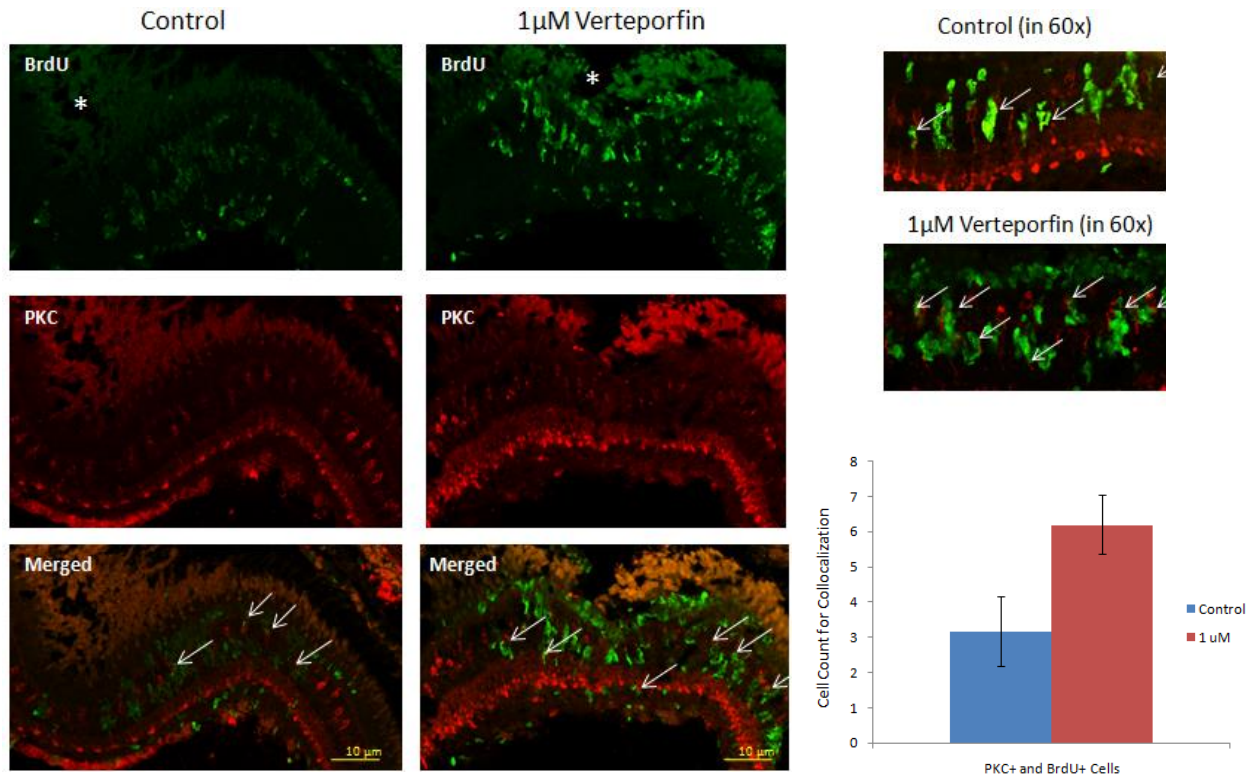 Control
1µM Verteporfin
BrdU
*
BrdU
*
PKC
PKC
Merged
10 µm
Merged
10 µm
Control (in 60x)
1µM Verteporfin (in 60x)
Cell Count for Collocalization
8
7
6
5
4
3
2
1
0
PKC+ and BrdU+ Cells
Control
1 uM